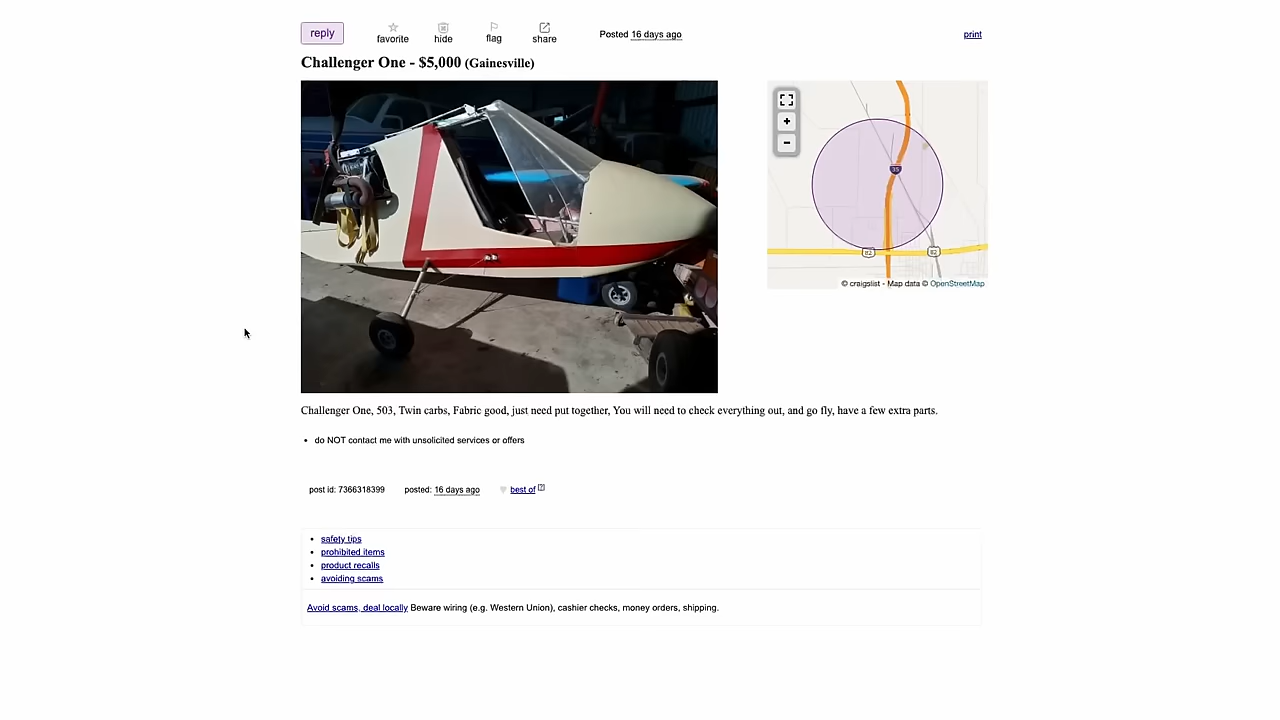 reply
favorite
hide
flag
share
Posted 16 days ago
print
Challenger One - $5,000 (Gainesville)
+
-
35
82
82
© craigslist - Map data © OpenStreetMap
Challenger One, 503, Twin carbs, Fabric good, just need put together, You will need to check everything out, and go fly, have a few extra parts.
• do NOT contact me with unsolicited services or offers
post id: 7366318399
posted: 16 days ago
♥ best of [?]
• safety tips
• prohibited items
• product recalls
• avoiding scams
Avoid scams, deal locally Beware wiring (e.g. Western Union), cashier checks, money orders, shipping.